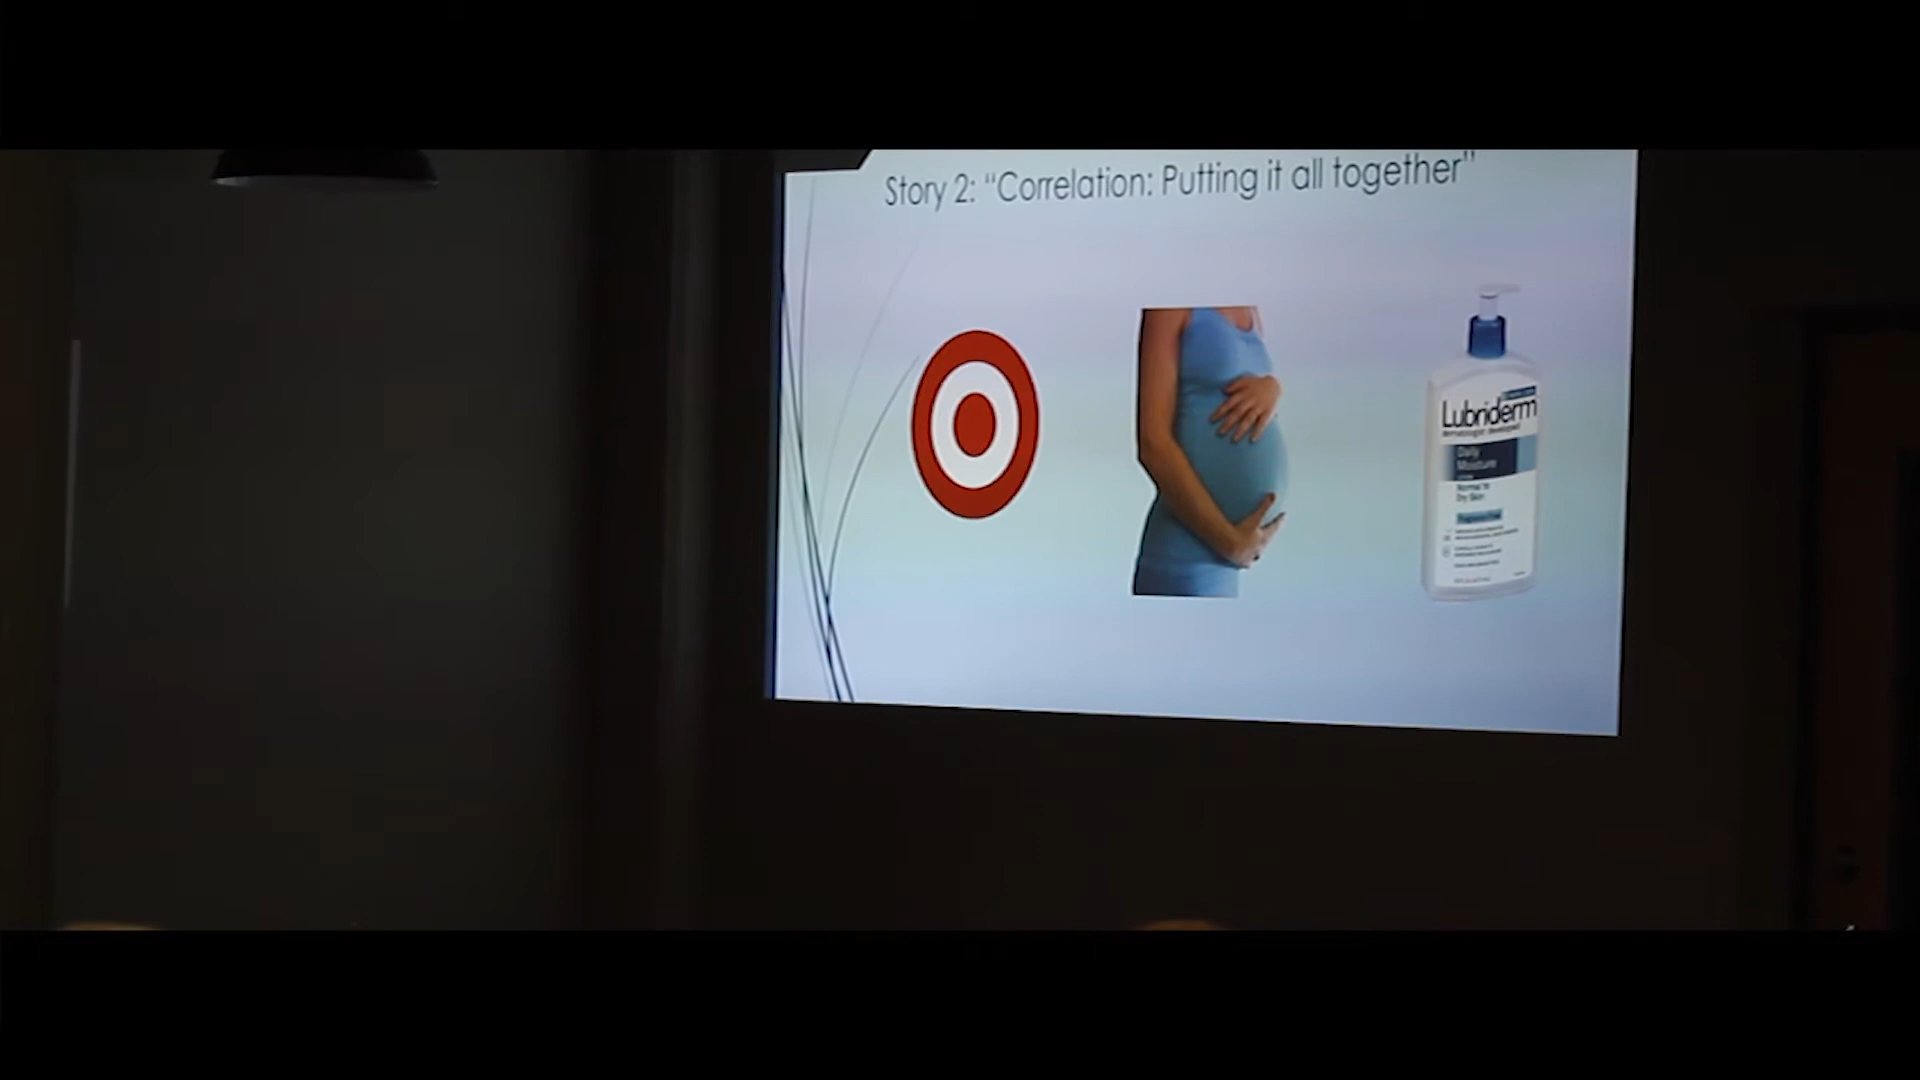 Story 2: “Correlation: Putting it all together”
Lubriderm
Daily
Moisture
Normal to
Dry Skin